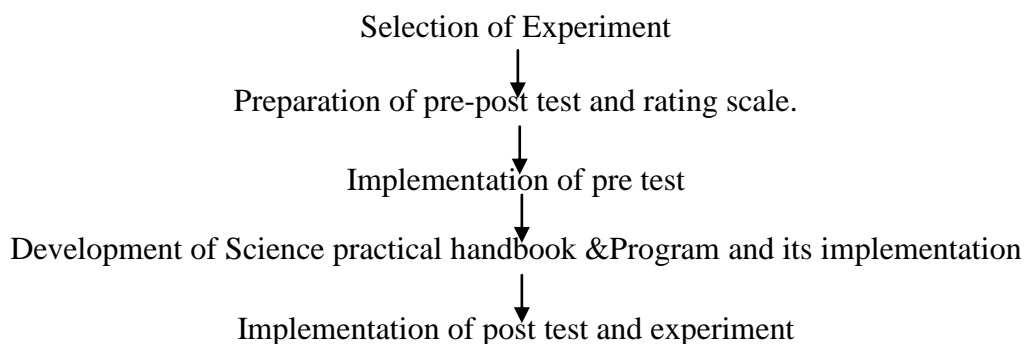 Selection of Experiment
Preparation of pre-post test and rating scale.
Implementation of pre test
Development of Science practical handbook &Program and its implementation
Implementation of post test and experiment